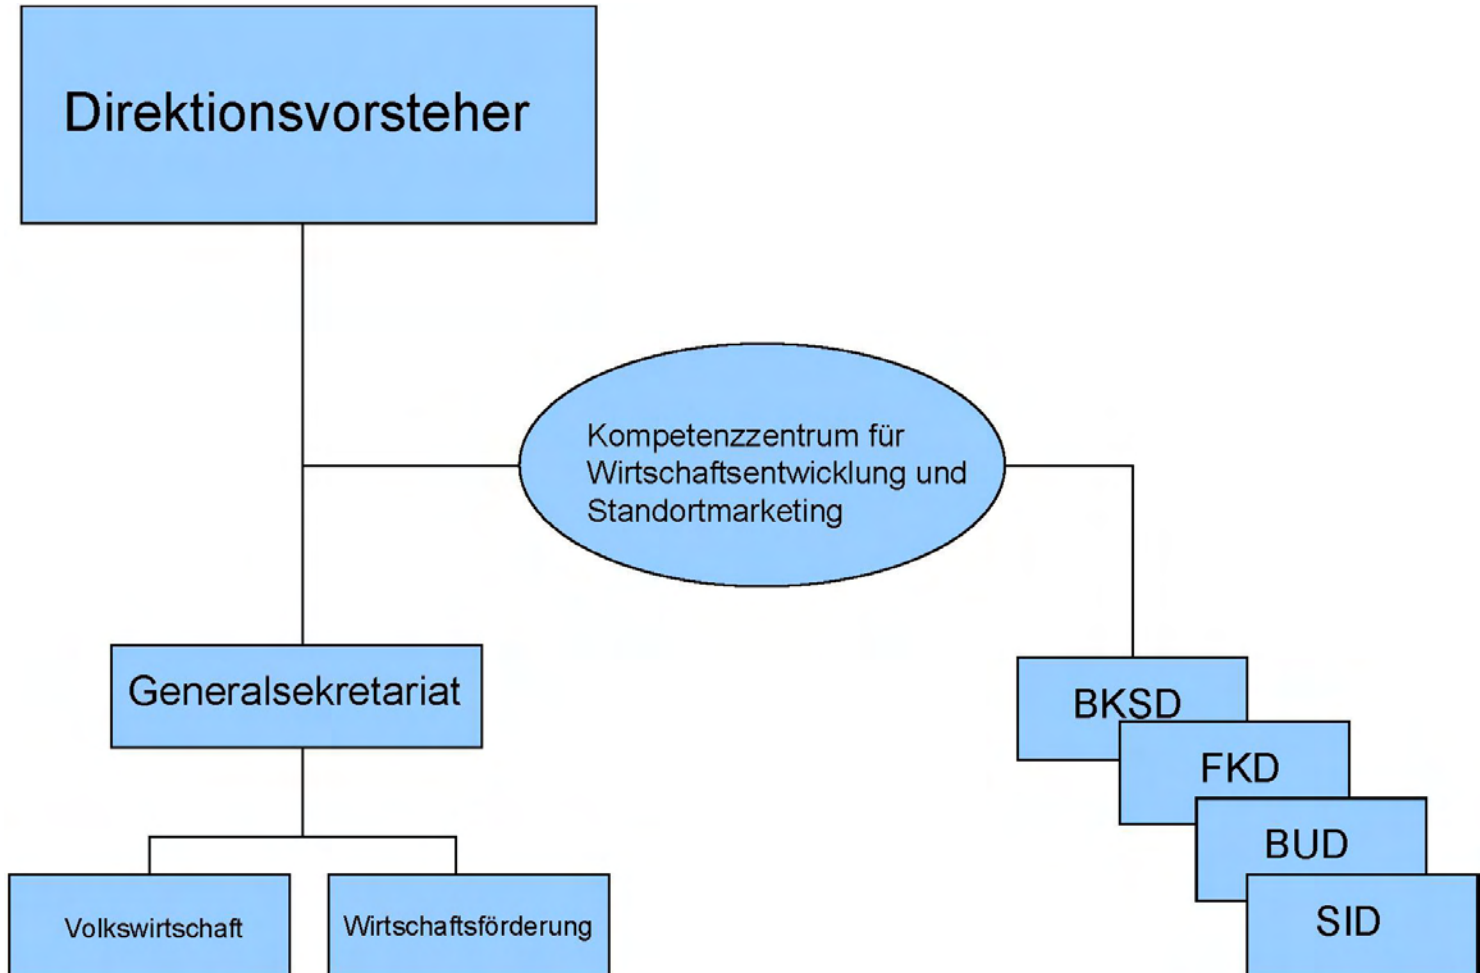 Direktionsvorsteher
Kompetenzzentrum für
Wirtschaftsentwicklung und
Standortmarketing
Generalsekretariat
BKSD
FKD
BUD
SID
Volkswirtschaft
Wirtschaftsförderung